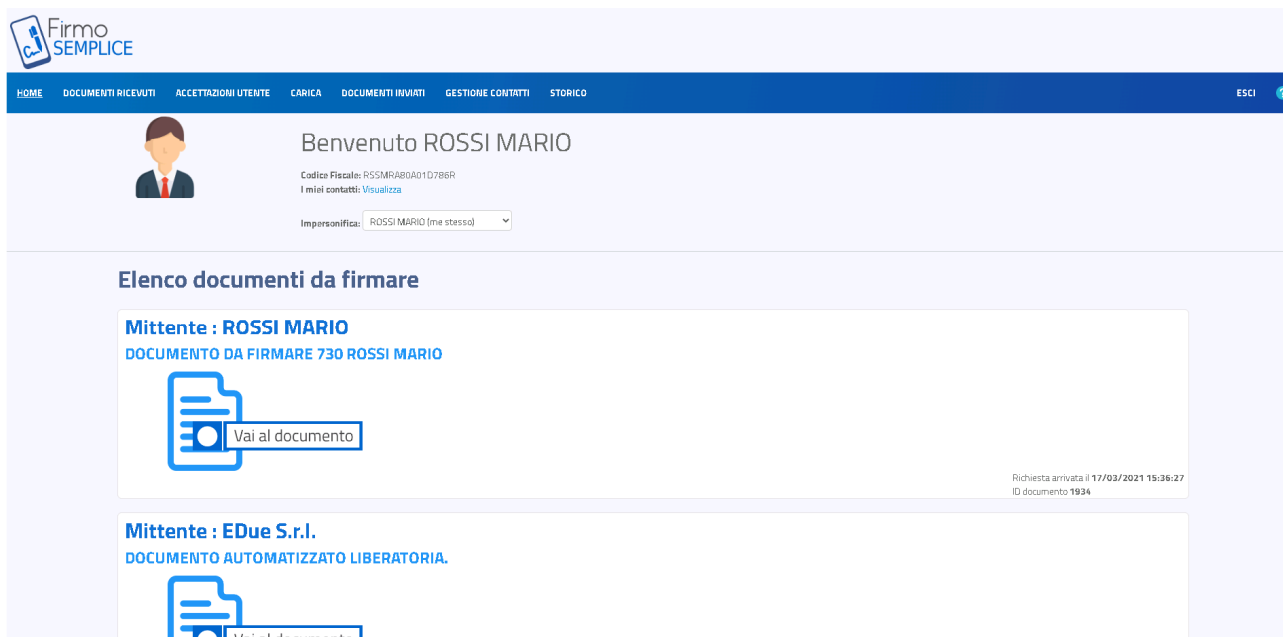 Firmo
SEMPLICE
HOME DOCUMENTI RICEVUTI ACCETTAZIONI UTENTE CARICA DOCUMENTI INVIATI GESTIONE CONTATTI STORICO ESCI ?
Benvenuto ROSSI MARIO
Codice Fiscale: RSSMRA80A01D786R
I miei contatti: Visualizza
Impersonifica: ROSSI MARIO (me stesso)
Elenco documenti da firmare
Mittente : ROSSI MARIO
DOCUMENTO DA FIRMARE 730 ROSSI MARIO
Vai al documento
Richiesta arrivata il 17/03/2021 15:36:27
ID documento 1934
Mittente : EDue S.r.l.
DOCUMENTO AUTOMATIZZATO LIBERATORIA.
Vai al documento